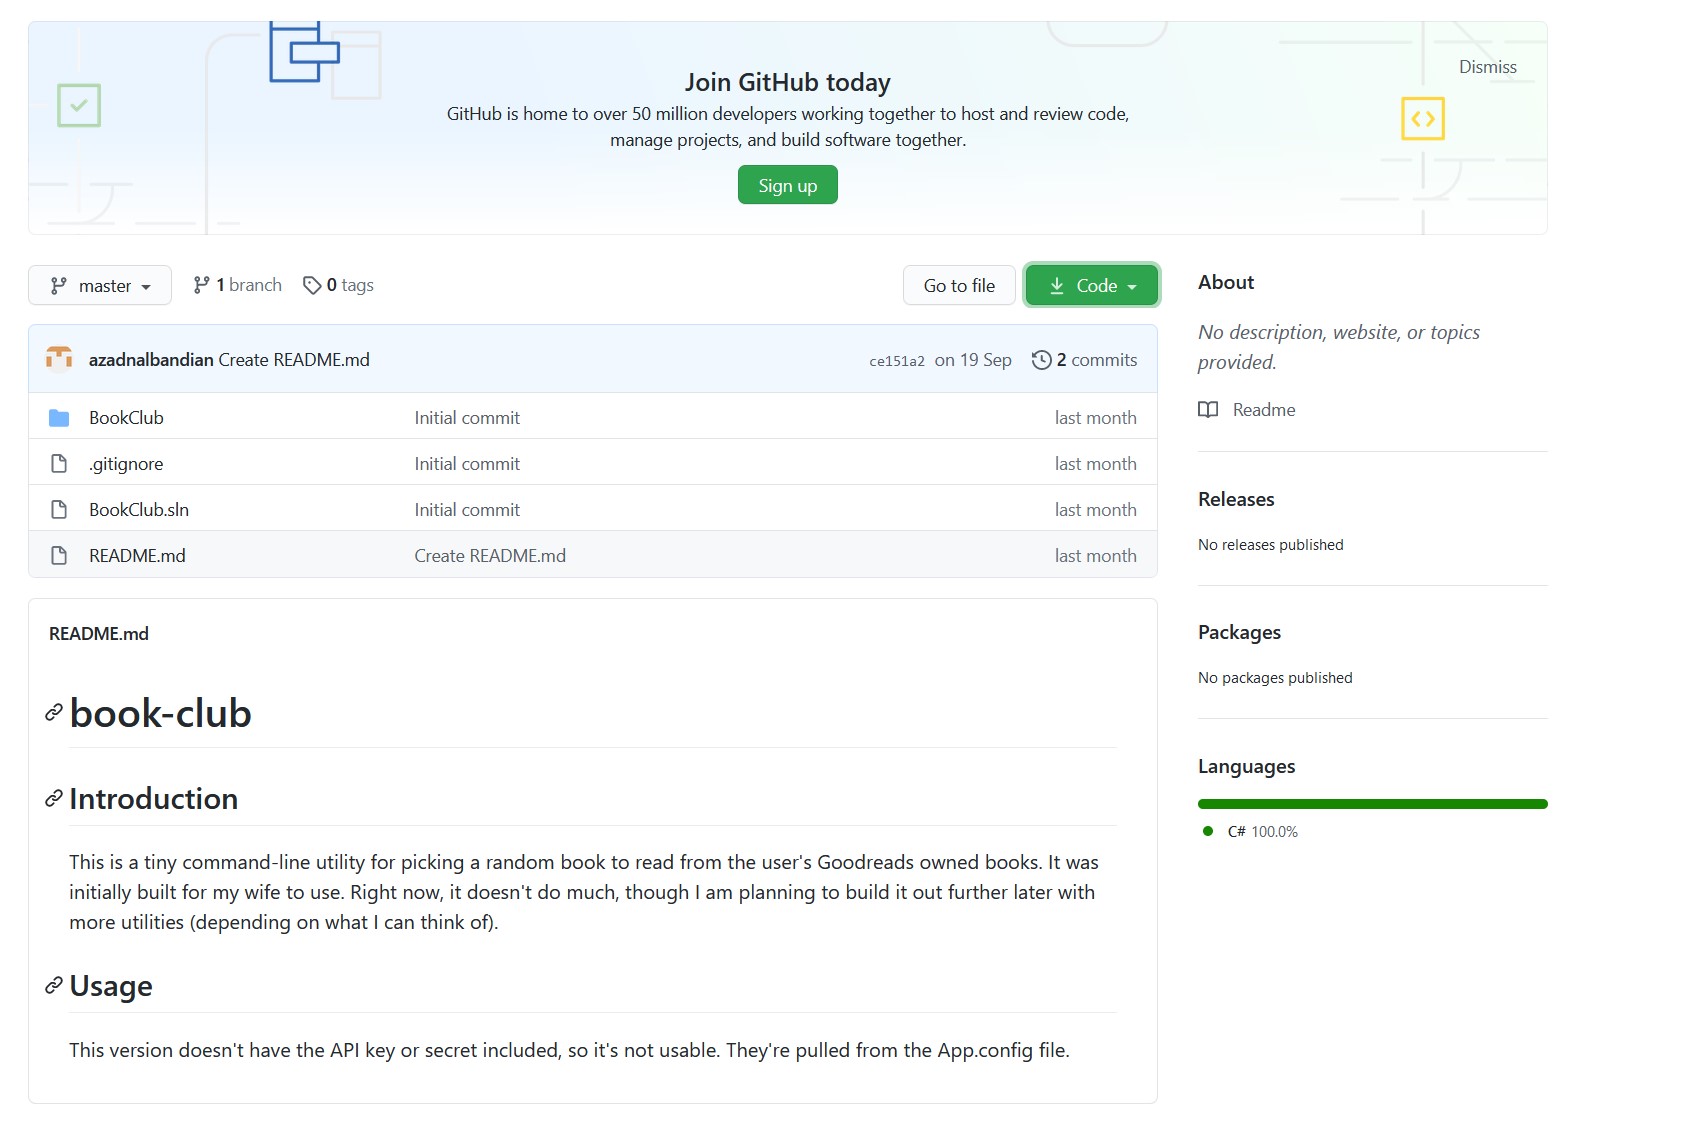 Join GitHub today
Dismiss
GitHub is home to over 50 million developers working together to host and review code,
manage projects, and build software together.
Sign up
master
1 branch
0 tags
Go to file
Code
azadnalbandian Create README.md
ce151a2 on 19 Sep
2 commits
BookClub Initial commit last month
.gitignore Initial commit last month
BookClub.sln Initial commit last month
README.md Create README.md last month
README.md
book-club
Introduction
This is a tiny command-line utility for picking a random book to read from the user's Goodreads owned books. It was
initially built for my wife to use. Right now, it doesn't do much, though I am planning to build it out further later with
more utilities (depending on what I can think of).
Usage
This version doesn't have the API key or secret included, so it's not usable. They're pulled from the App.config file.
About
No description, website, or topics
provided.
Readme
Releases
No releases published
Packages
No packages published
Languages
C# 100.0%